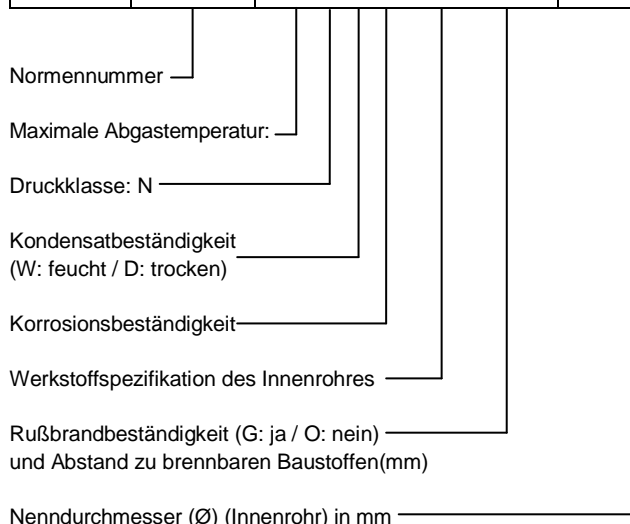 Normennummer
Maximale Abgastemperatur:
Druckklasse: N
Kondensatbeständigkeit
(W: feucht / D: trocken)
Korrosionsbeständigkeit
Werkstoffspezifikation des Innenrohres
Rußbrandbeständigkeit (G: ja / O: nein)
und Abstand zu brennbaren Baustoffen(mm)
Nenndurchmesser (Ø) (Innenrohr) in mm